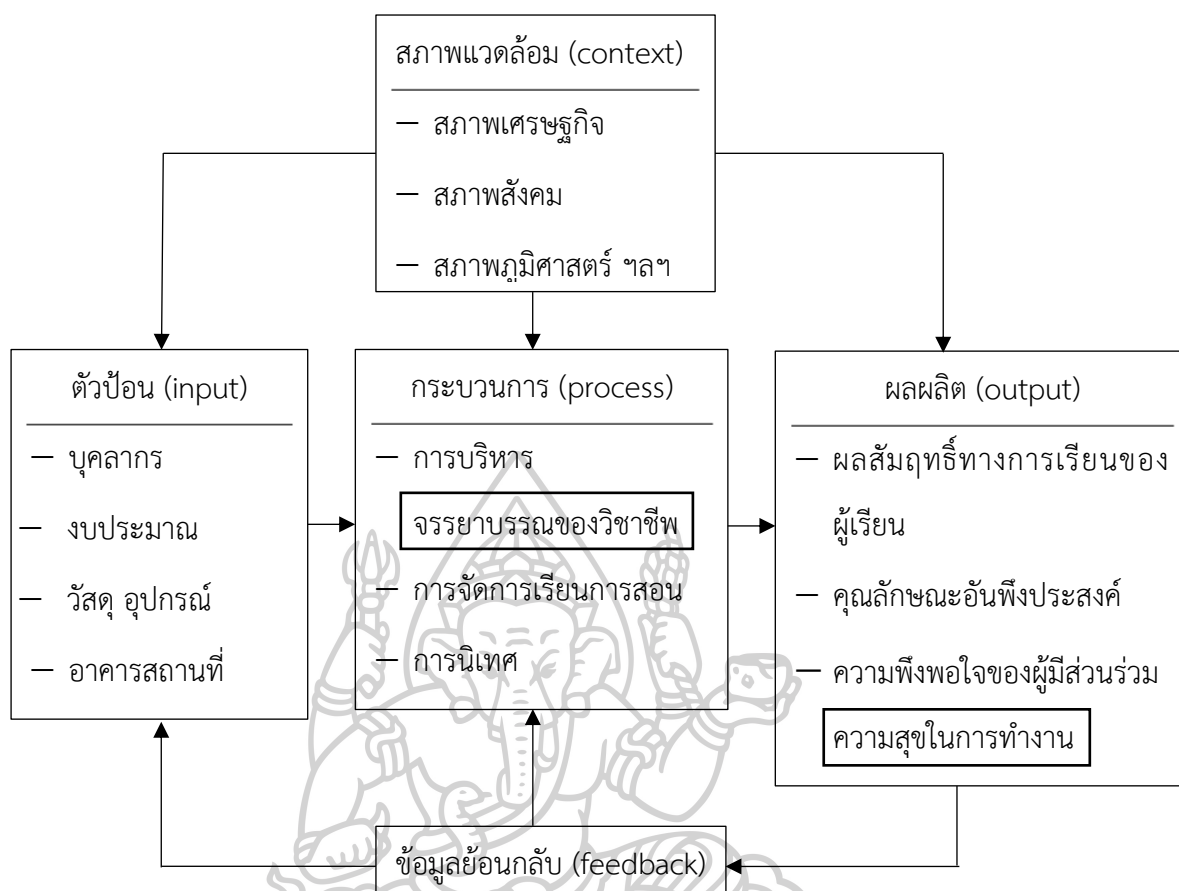 สภาพแวดล้อม (context)
— สภาพเศรษฐกิจ
— สภาพสังคม
— สภาพภูมิศาสตร์ ฯลฯ
ตัวป้อน (input)
— บุคลากร
— งบประมาณ
— วัสดุ อุปกรณ์
— อาคารสถานที่
กระบวนการ (process)
— การบริหาร
จรรยาบรรณของวิชาชีพ
— การจัดการเรียนการสอน
— การนิเทศ
ผลผลิต (output)
— ผลสัมฤทธิ์ทางการเรียนของ
ผู้เรียน
— คุณลักษณะอันพึงประสงค์
— ความพึงพอใจของผู้มีส่วนร่วม
ความสุขในการทำงาน
ข้อมูลย้อนกลับ (feedback)